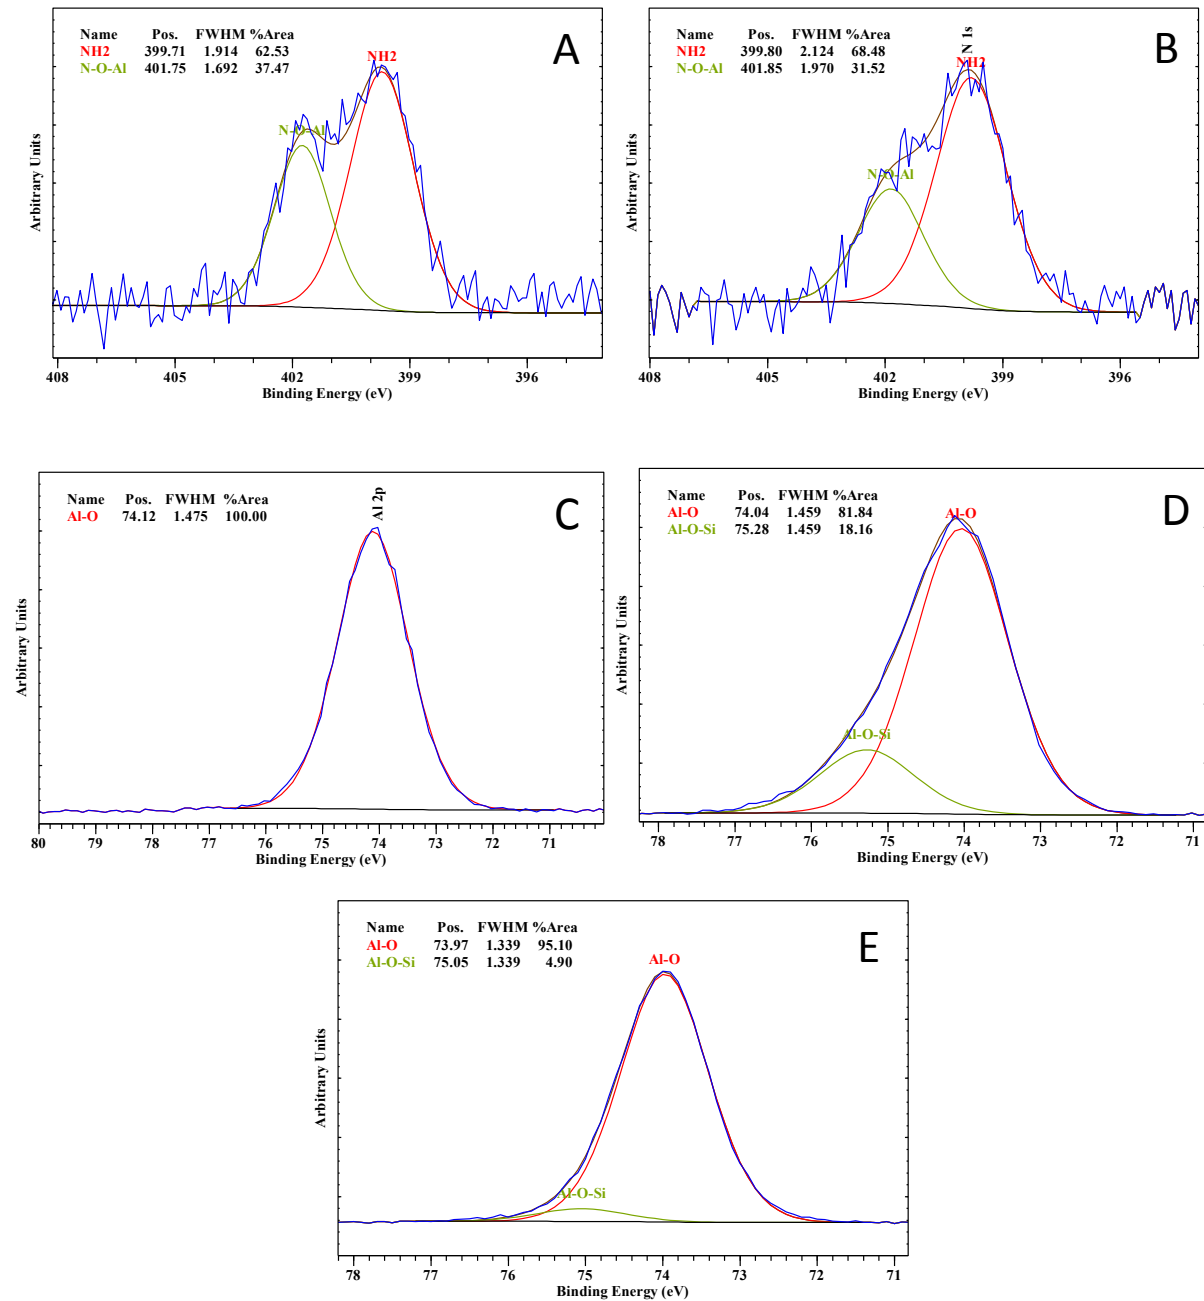 A
Name Pos. FWHM %Area
NH2 399.71 1.914 62.53
N-O-Al 401.75 1.692 37.47
NH2
N-O-Al
Arbitrary Units
408 405 402 399 396
Binding Energy (eV)
B
Name Pos. FWHM %Area
NH2 399.80 2.124 68.48
N-O-Al 401.85 1.970 31.52
N 1s
NH2
N-O-Al
Arbitrary Units
408 405 402 399 396
Binding Energy (eV)
C
Name Pos. FWHM %Area
Al-O 74.12 1.475 100.00
Al 2p
Arbitrary Units
80 79 78 77 76 75 74 73 72 71
Binding Energy (eV)
D
Name Pos. FWHM %Area
Al-O 74.04 1.459 81.84
Al-O-Si 75.28 1.459 18.16
Al-O
Al-O-Si
Arbitrary Units
78 77 76 75 74 73 72 71
Binding Energy (eV)
E
Name Pos. FWHM %Area
Al-O 73.97 1.339 95.10
Al-O-Si 75.05 1.339 4.90
Al-O
Al-O-Si
Arbitrary Units
78 77 76 75 74 73 72 71
Binding Energy (eV)